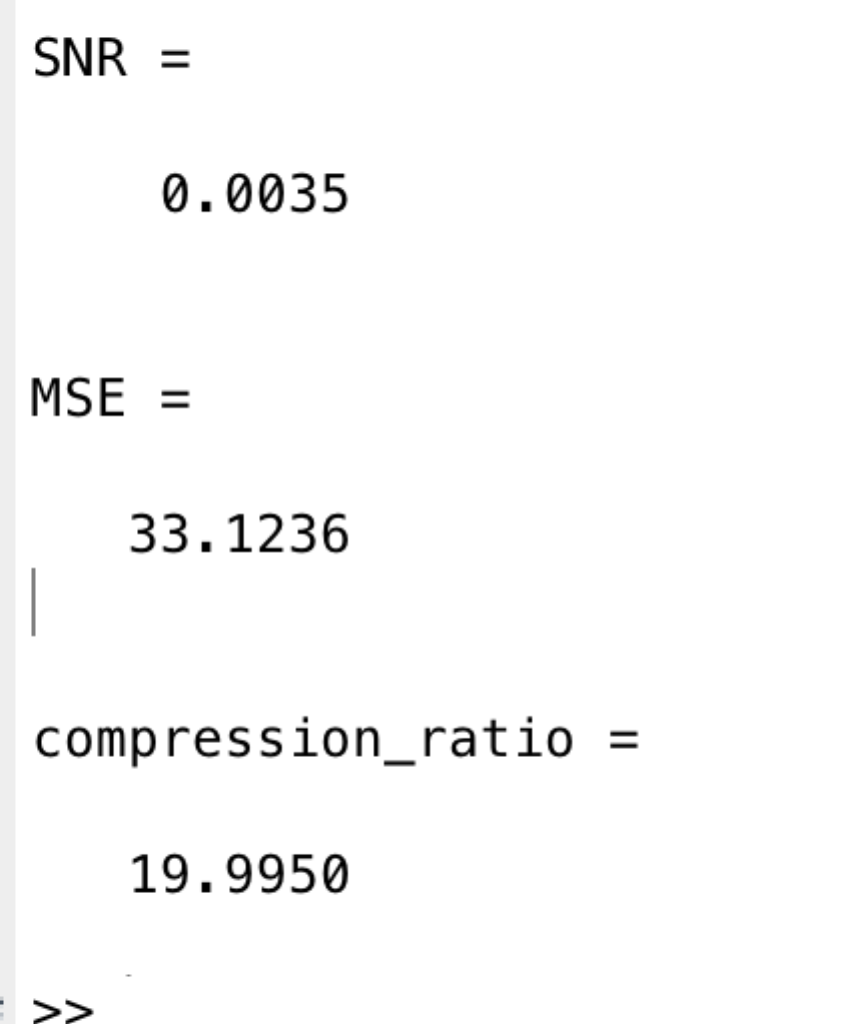 SNR =
0.0035
MSE =
33.1236
compression_ratio =
19.9950
>>